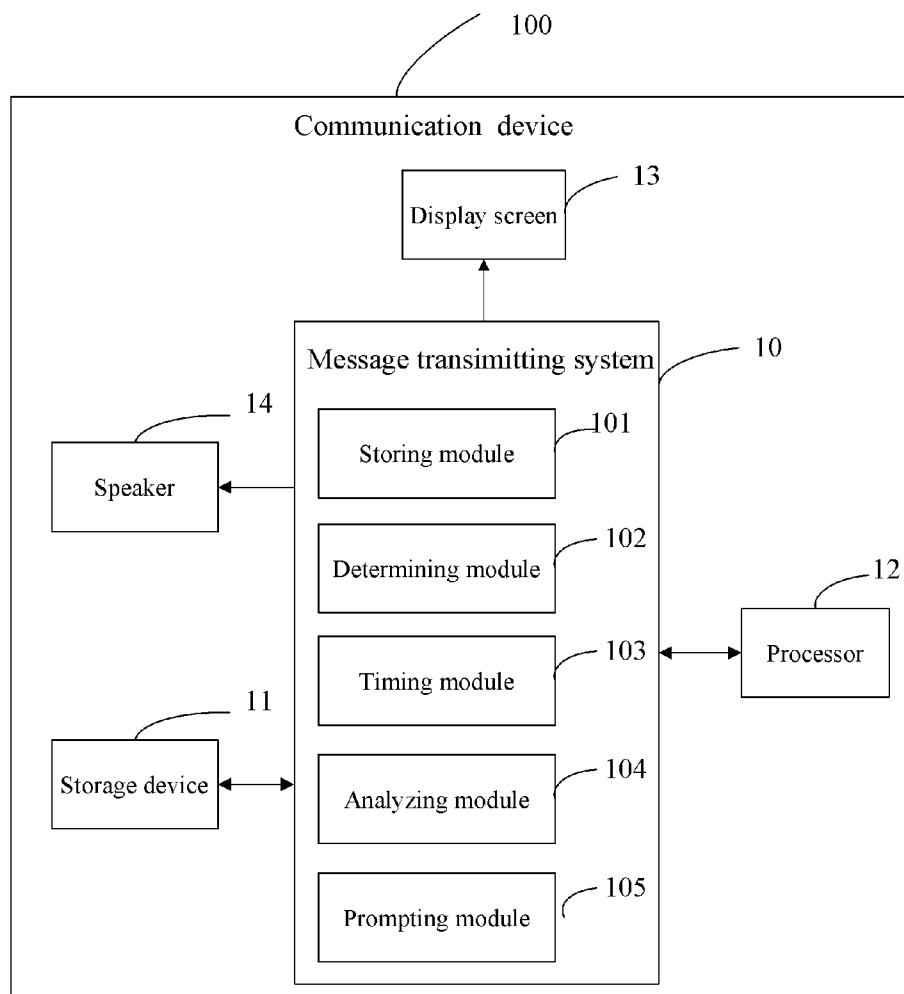 100
Communication device
13
Display screen
Message transimitting system
10
14
101
Storing module
Speaker
102
Determining module
12
103
Processor
Timing module
11
104
Storage device
Analyzing module
105
Prompting module